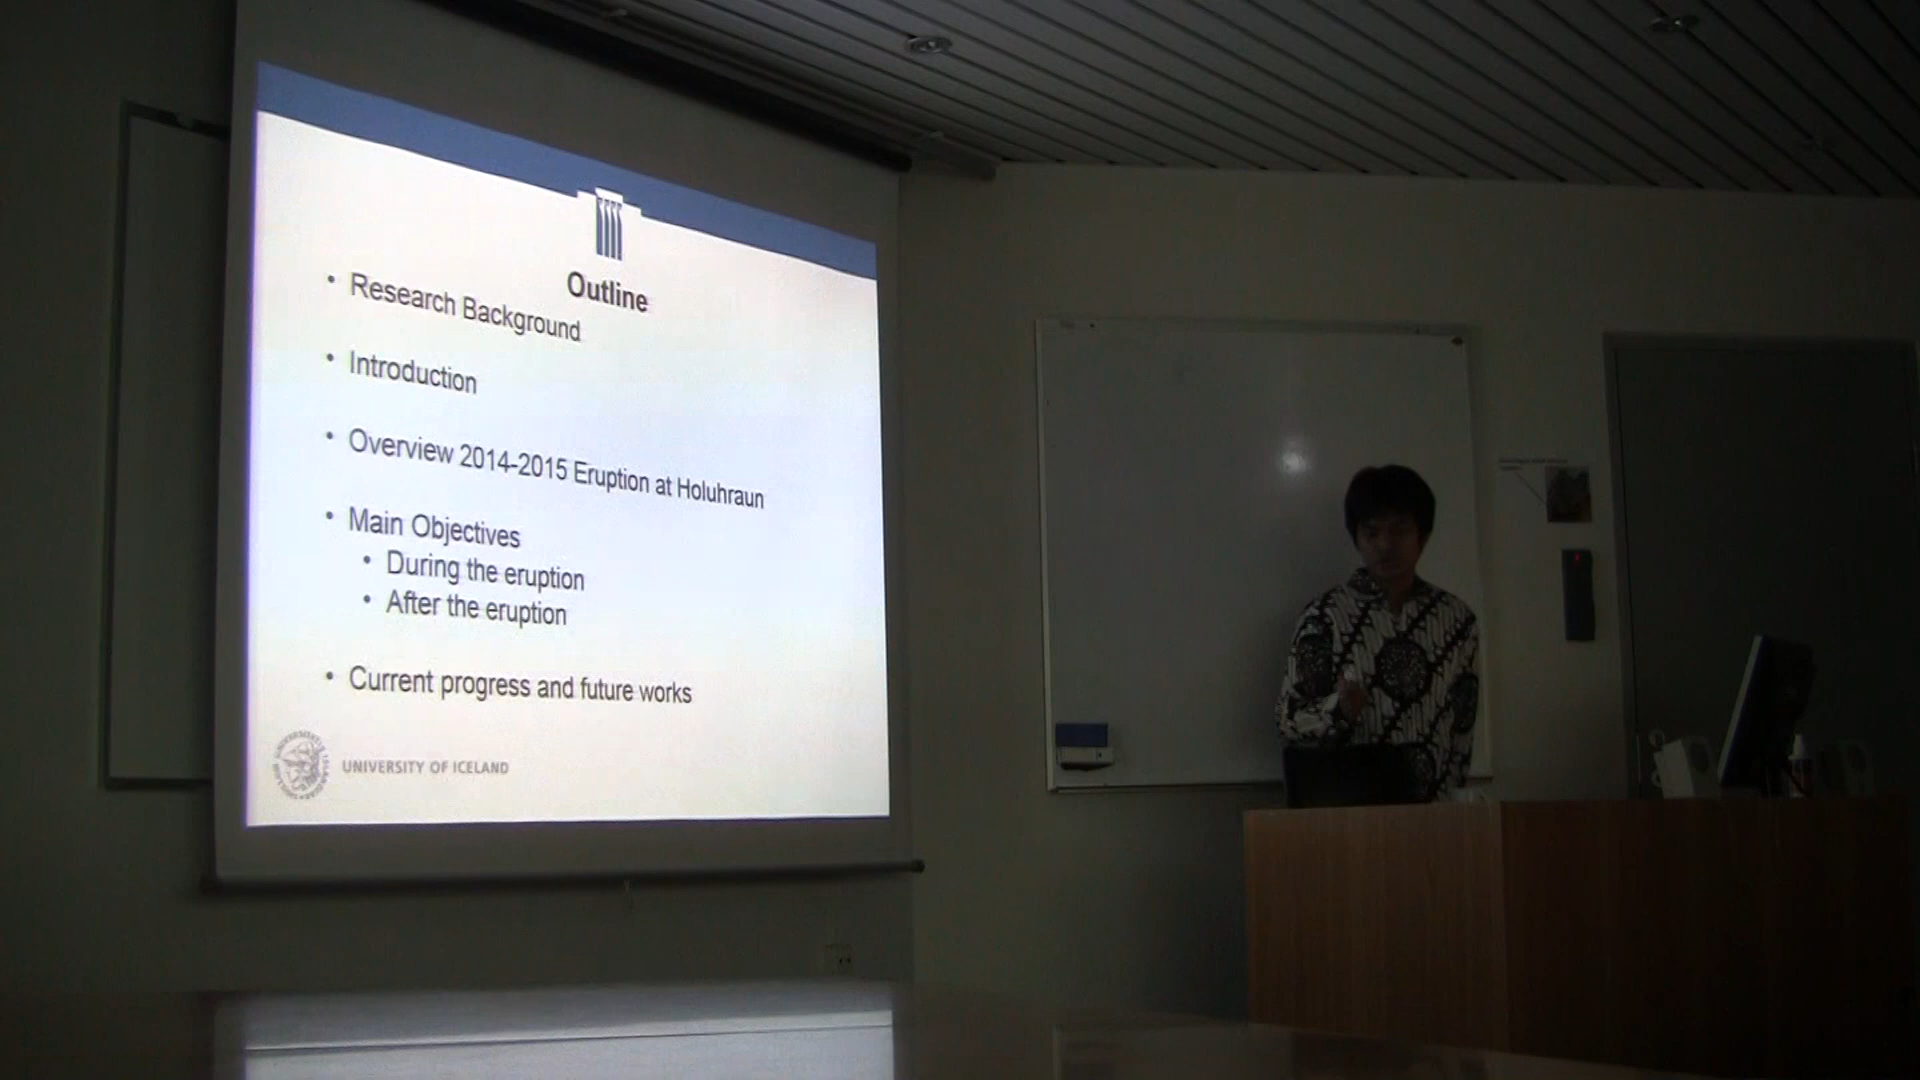 Outline
• Research Background
• Introduction
• Overview 2014-2015 Eruption at Holuhraun
• Main Objectives
• During the eruption
• After the eruption
• Current progress and future works
UNIVERSITY OF ICELAND